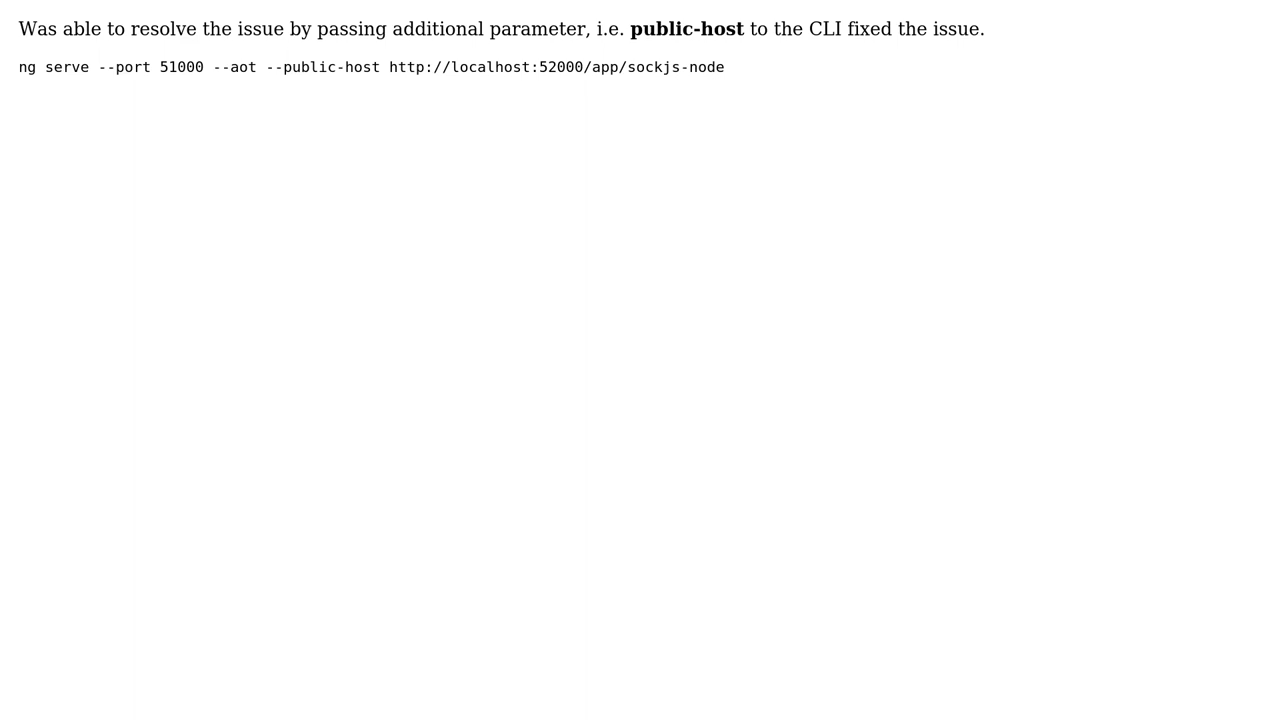 Was able to resolve the issue by passing additional parameter, i.e. public-host to the CLI fixed the issue.
ng serve --port 51000 --aot --public-host http://localhost:52000/app/sockjs-node